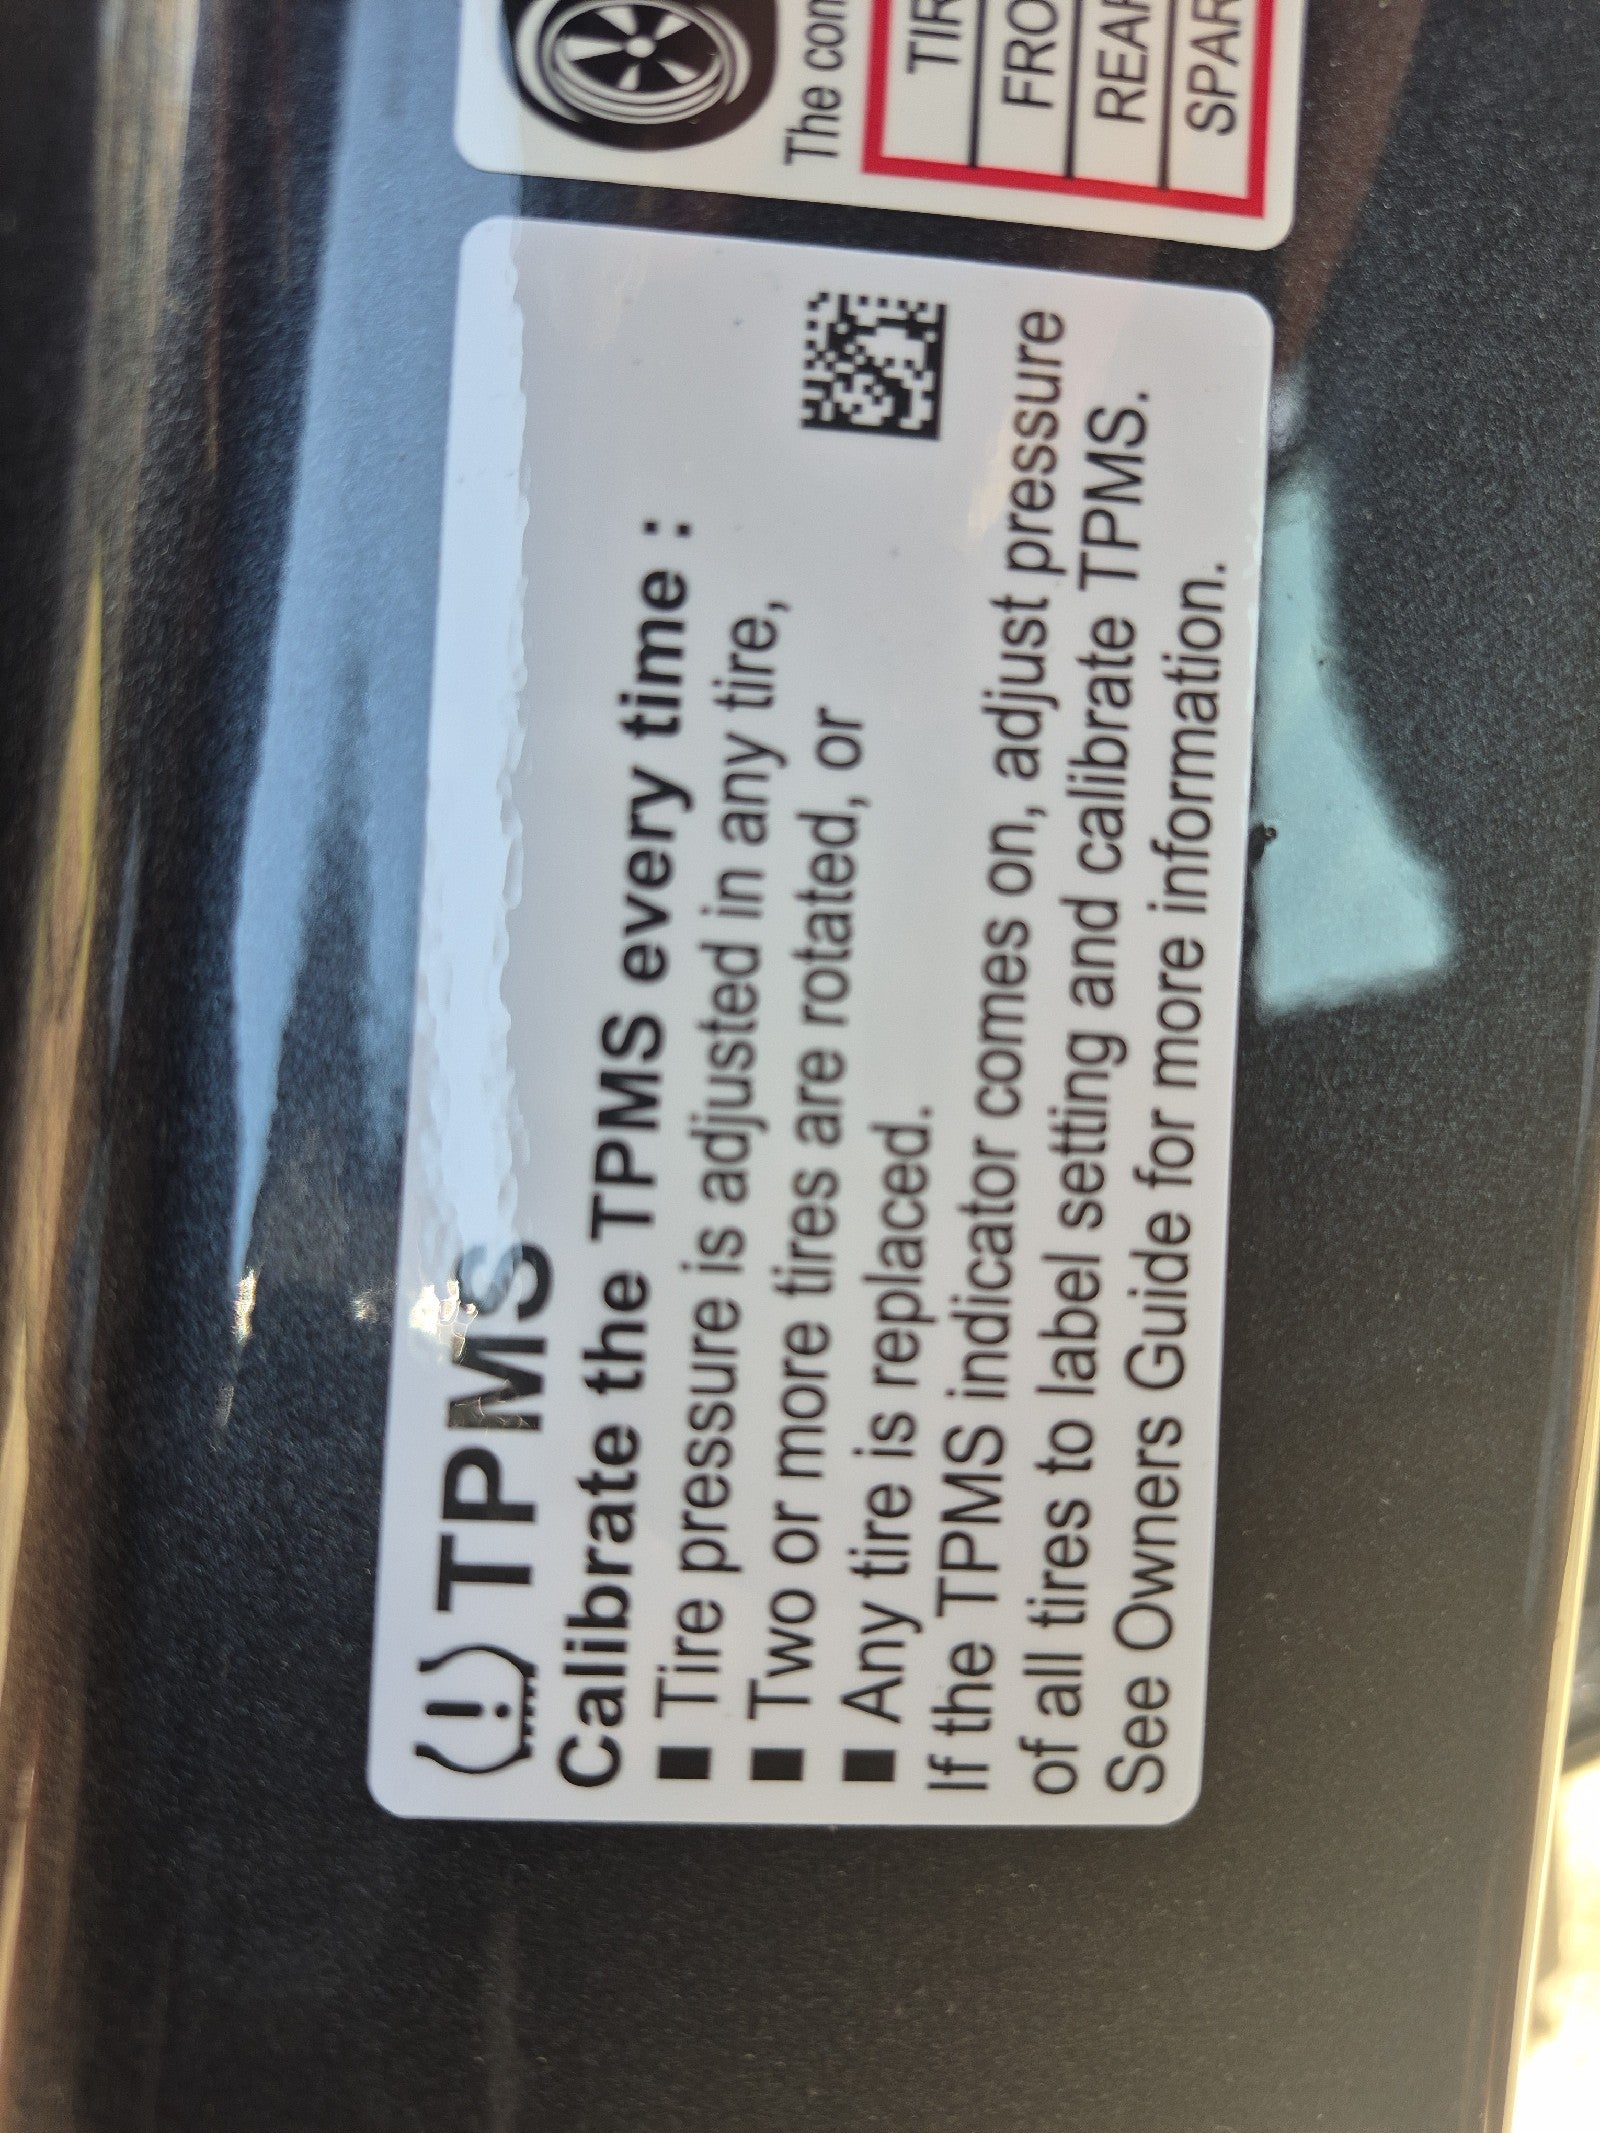 TPMS
Calibrate the TPMS every time :
■ Tire pressure is adjusted in any tire,
■ Two or more tires are rotated, or
■ Any tire is replaced.
If the TPMS indicator comes on, adjust pressure
of all tires to label setting and calibrate TPMS.
See Owners Guide for more information.
The con
TIR
FRO
REAR
SPAR